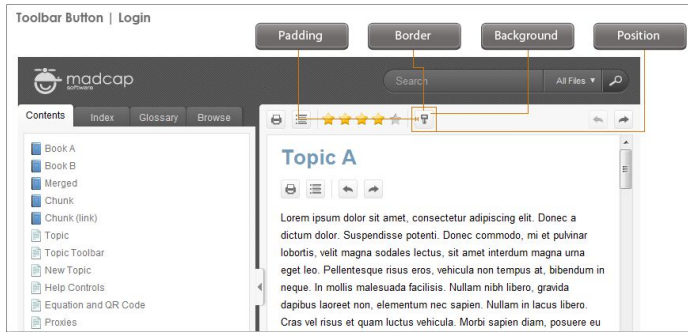 Toolbar Button | Login
Padding
Border
Background
Position
madcap
software
Search
All Files
Contents
Index
Glossary
Browse
Book A
Book B
Merged
Chunk
Chunk (link)
Topic
Topic Toolbar
New Topic
Help Controls
Equation and QR Code
Proxies
Topic A
Lorem ipsum dolor sit amet, consectetur adipiscing elit. Donec a
dictum dolor. Suspendisse potenti. Donec commodo, mi et pulvinar
lobortis, velit magna sodales lectus, sit amet interdum magna urna
eget leo. Pellentesque risus eros, vehicula non tempus at, bibendum in
neque. In mollis malesuada facilisis. Nullam nibh libero, gravida
dapibus laoreet non, elementum nec sapien. Nullam in lacus libero.
Cras vel risus et quam luctus vehicula. Morbi sapien diam, posuere eu